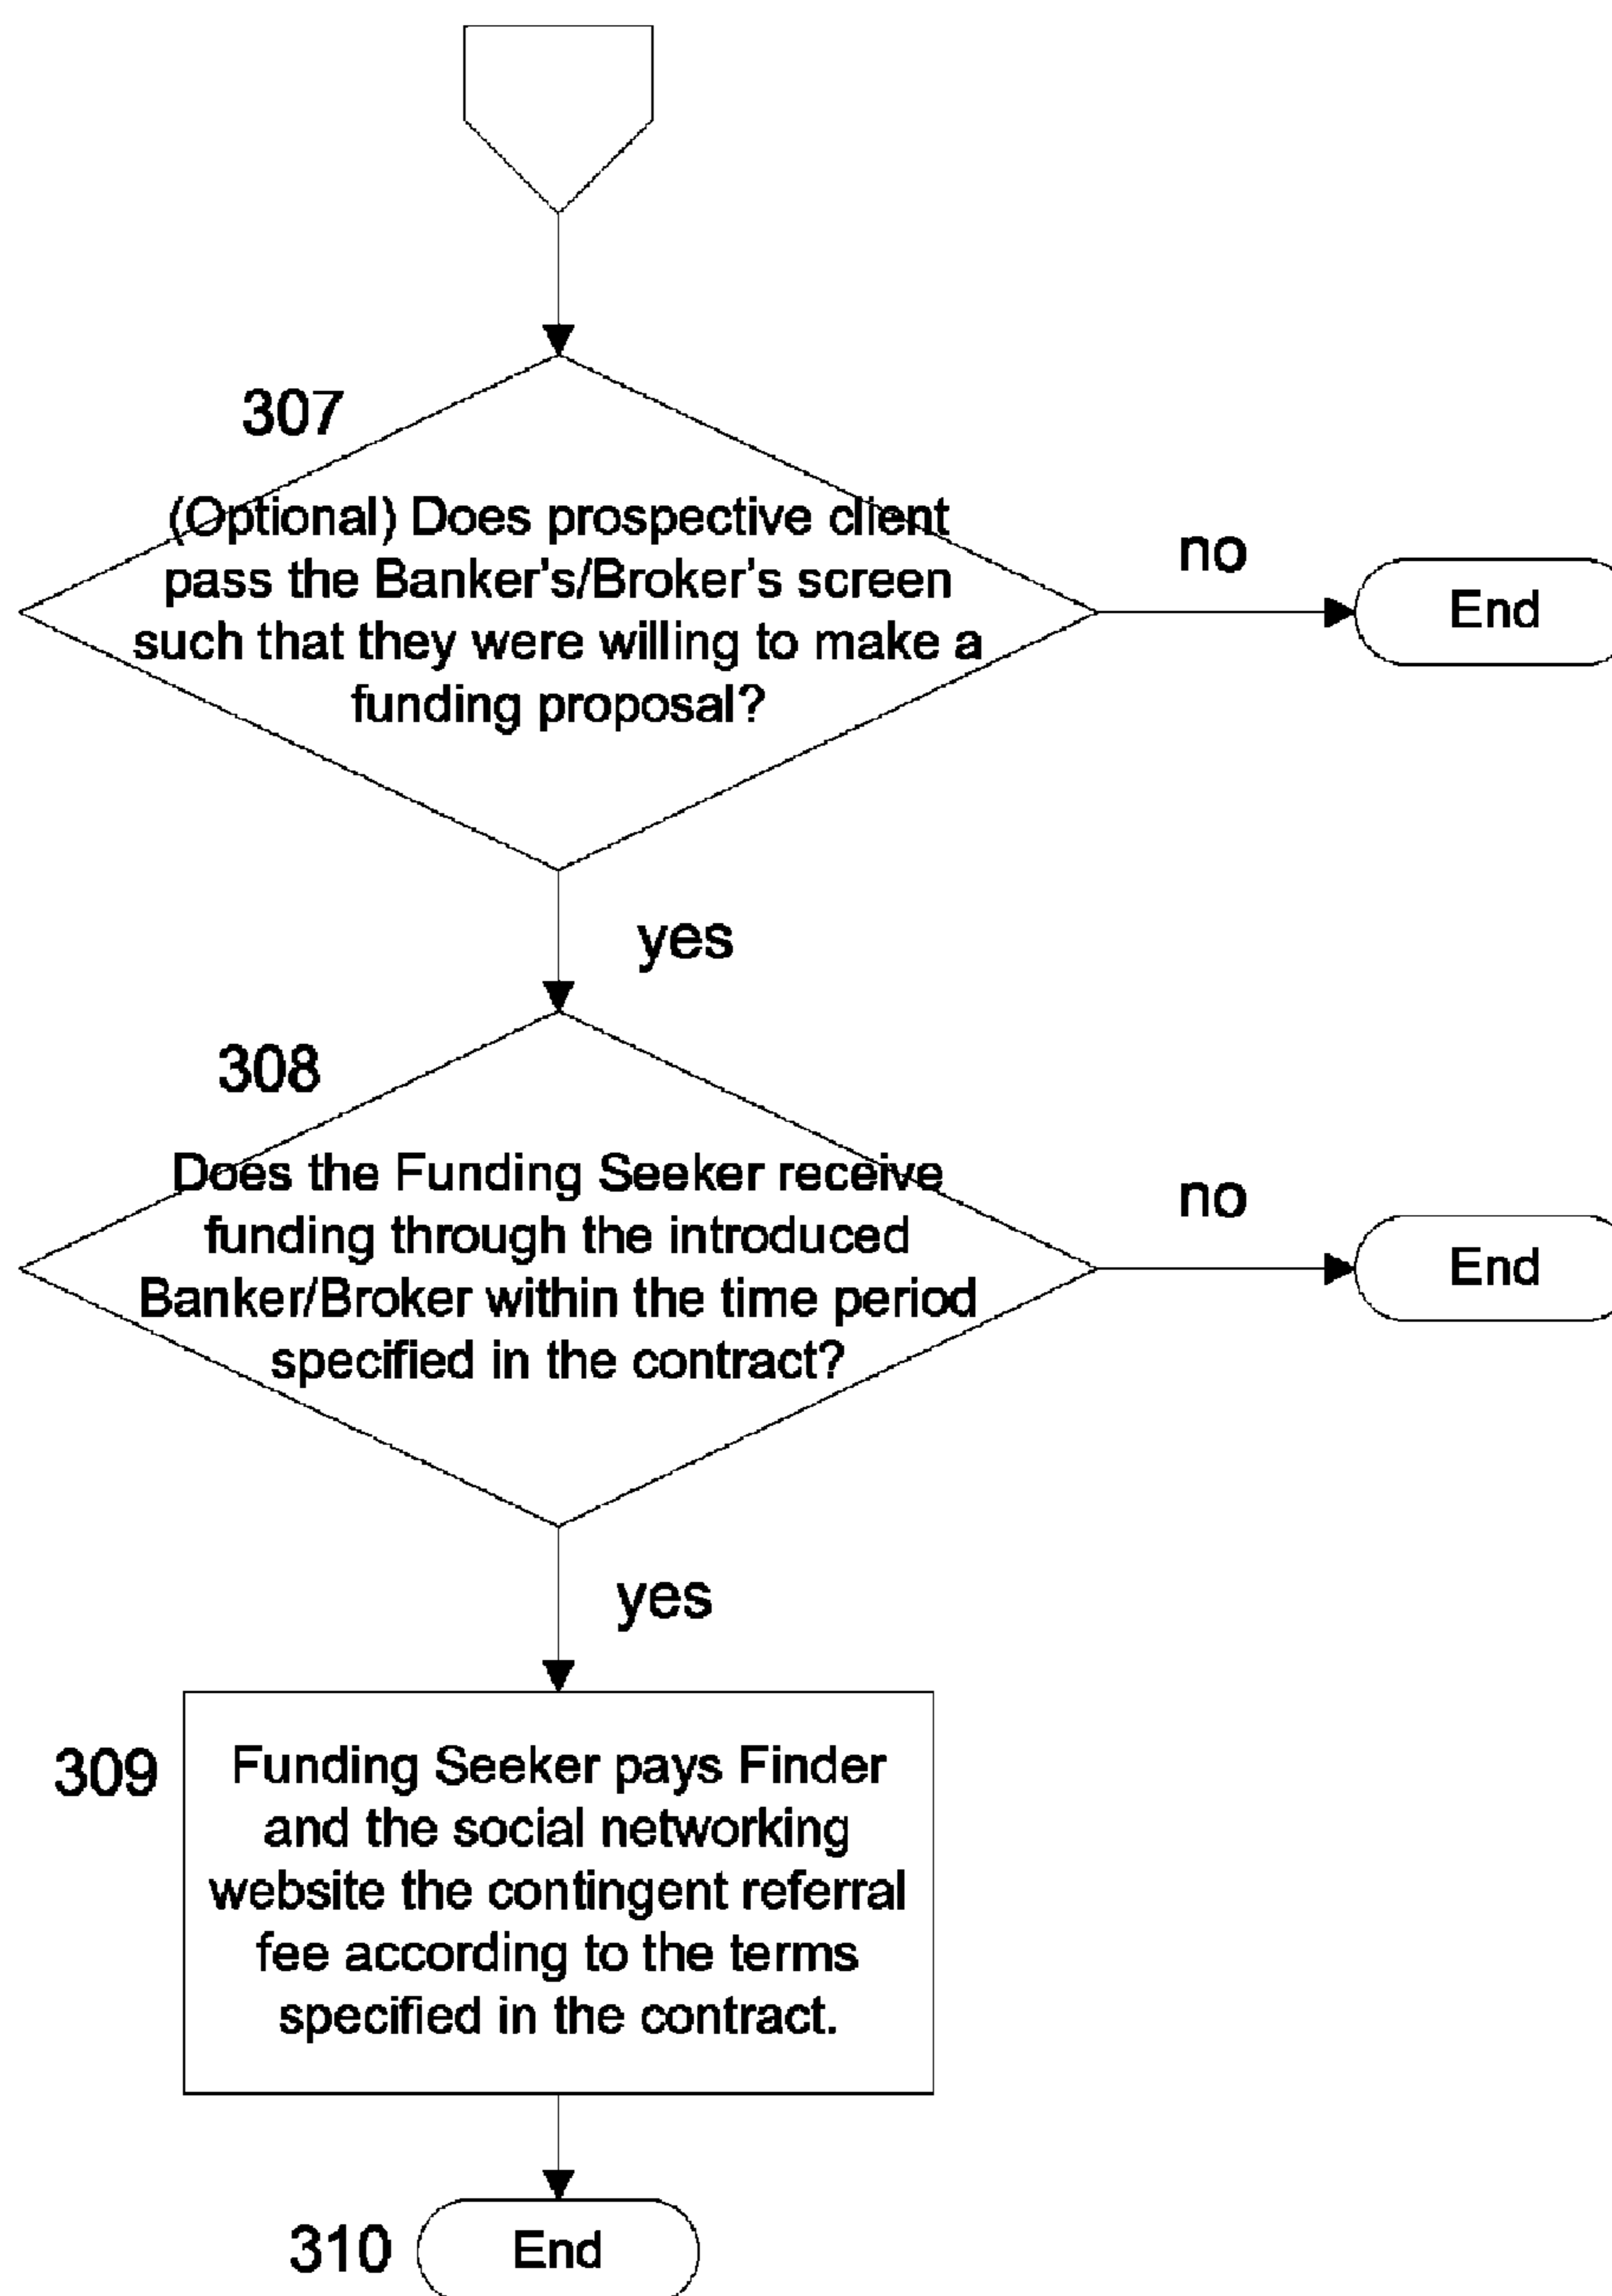 307
(Optional) Does prospective client
pass the Banker's/Broker's screen
such that they were willing to make a
funding proposal?
no
End
yes
308
Does the Funding Seeker receive
funding through the introduced
Banker/Broker within the time period
specified in the contract?
no
End
yes
309
Funding Seeker pays Finder
and the social networking
website the contingent referral
fee according to the terms
specified in the contract.
310
End